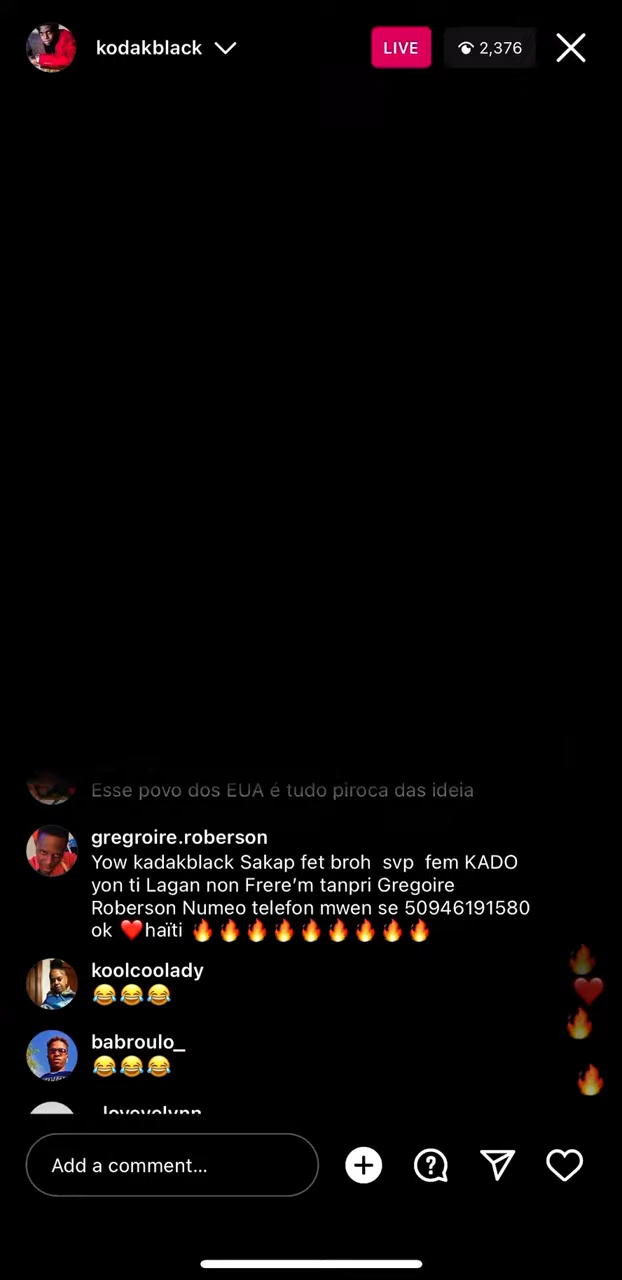 kodakblack
LIVE
2,376
Esse povo dos EUA é tudo piroca das ideia
gregroire.roberson
Yow kadakblack Sakap fet broh svp fem KADO
yon ti Lagan non Frere’m tanpri Gregoire
Roberson Numeo telefon mwen se 50946191580
ok ❤️haïti 🔥🔥🔥🔥🔥🔥🔥🔥🔥
koolcoolady
😂😂😂
babroulo_
😂😂😂
Add a comment...